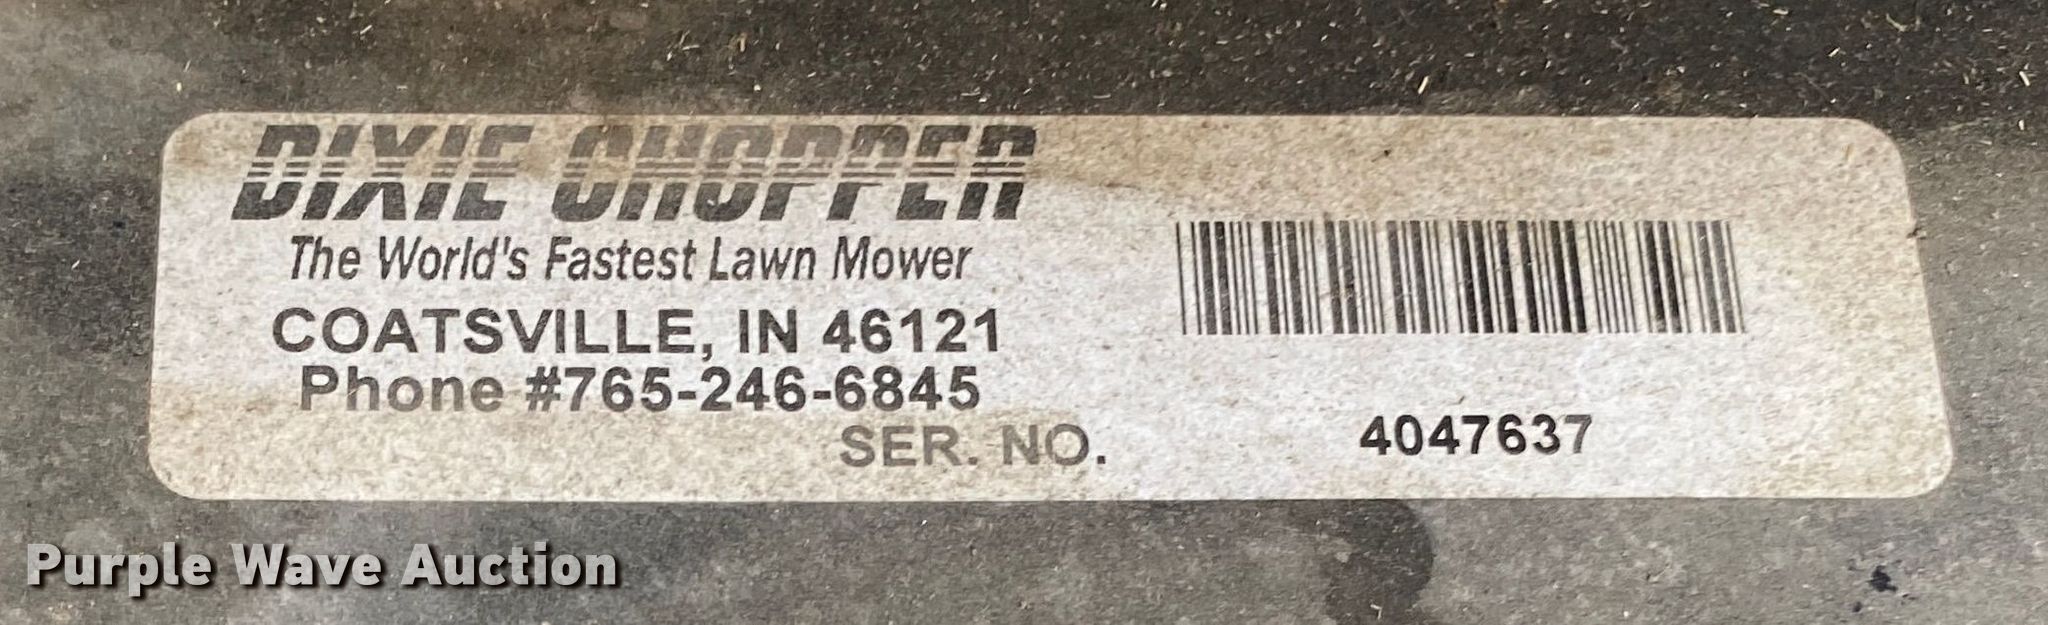 DIXIE CHOPPER
The World's Fastest Lawn Mower
COATSVILLE, IN 46121
Phone #765-246-6845
SER. NO. 4047637
Purple Wave Auction